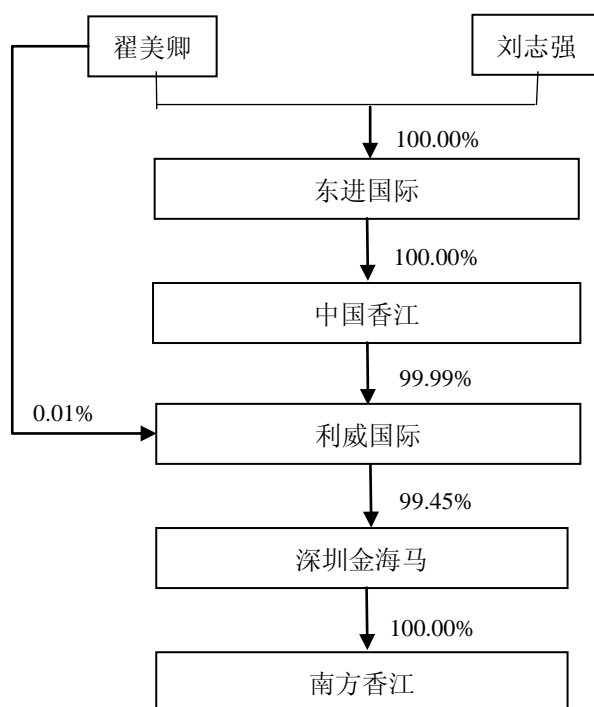 翟美卿
刘志强
100.00%
东进国际
100.00%
中国香江
99.99%
0.01%
利威国际
99.45%
深圳金海马
100.00%
南方香江